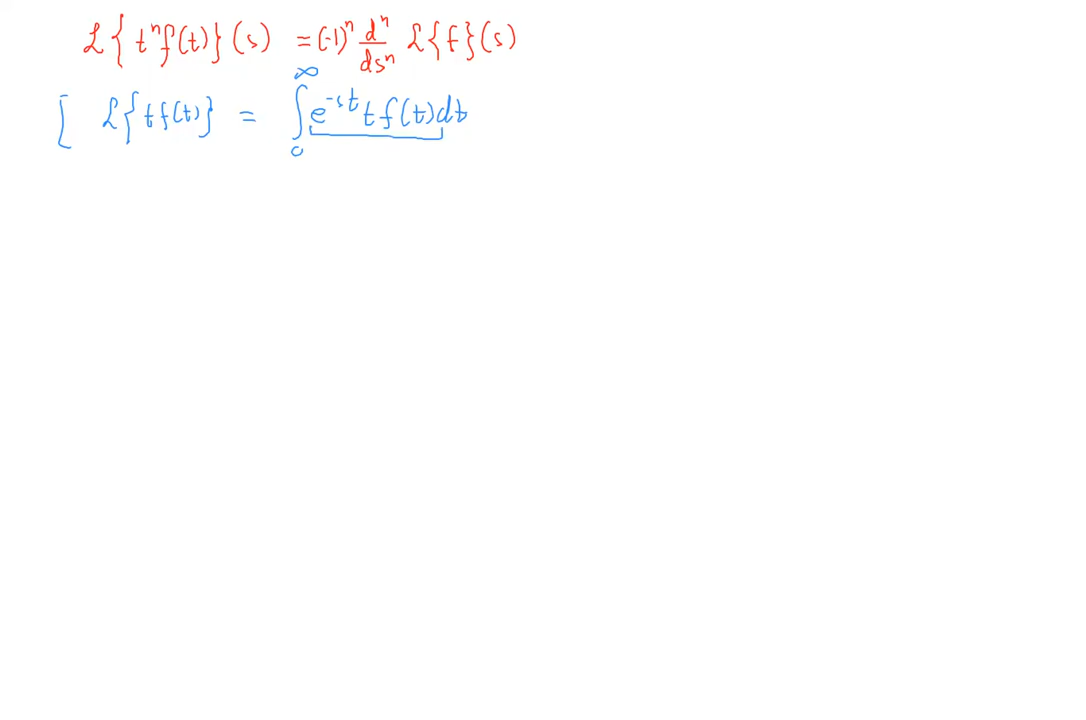 ℒ{tⁿf(t)}(s) = (-1)ⁿ dⁿ/dsⁿ ℒ{f}(s)
[ ℒ{tf(t)} = ∫₀^∞ e^{-st} t f(t)dt